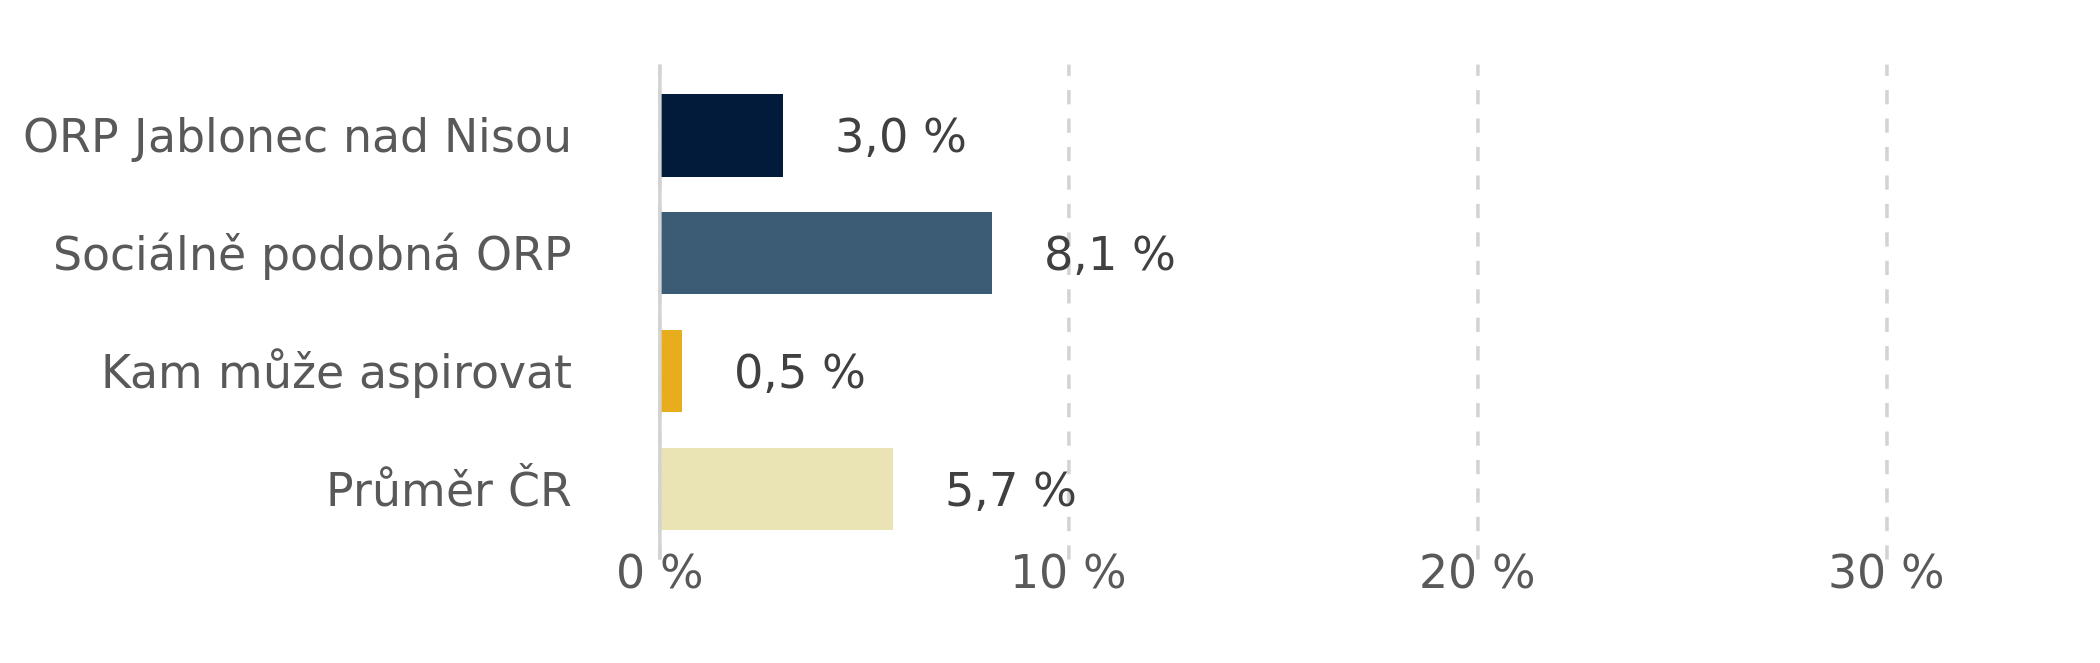 ORP Jablonec nad Nisou 3,0 %
Sociálně podobná ORP 8,1 %
Kam může aspirovat 0,5 %
Průměr ČR 5,7 %
0 % 10 % 20 % 30 %